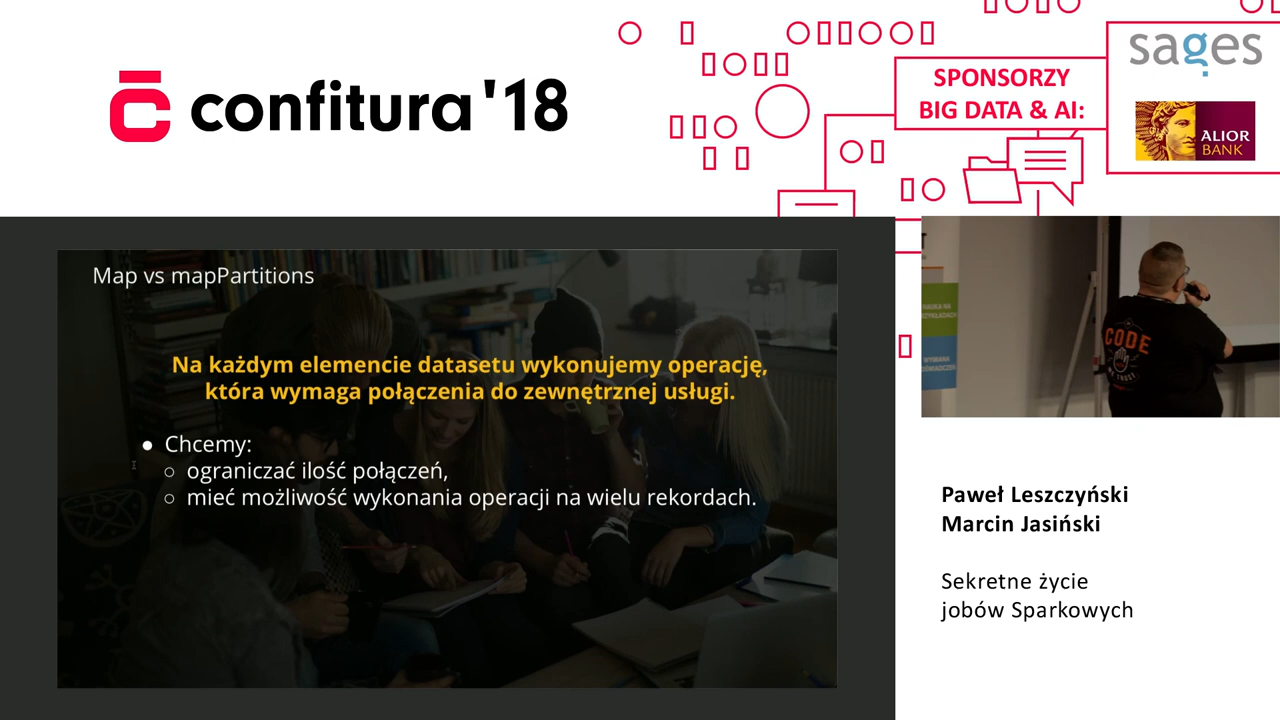 confitura '18
SPONSORZY
BIG DATA & AI:
sages
ALIOR
BANK
Map vs mapPartitions
Na każdym elemencie datasetu wykonujemy operację,
która wymaga połączenia do zewnętrznej usługi.
● Chcemy:
○ ograniczać ilość połączeń,
○ mieć możliwość wykonania operacji na wielu rekordach.
CODE
Paweł Leszczyński
Marcin Jasiński
Sekretne życie
jobów Sparkowych